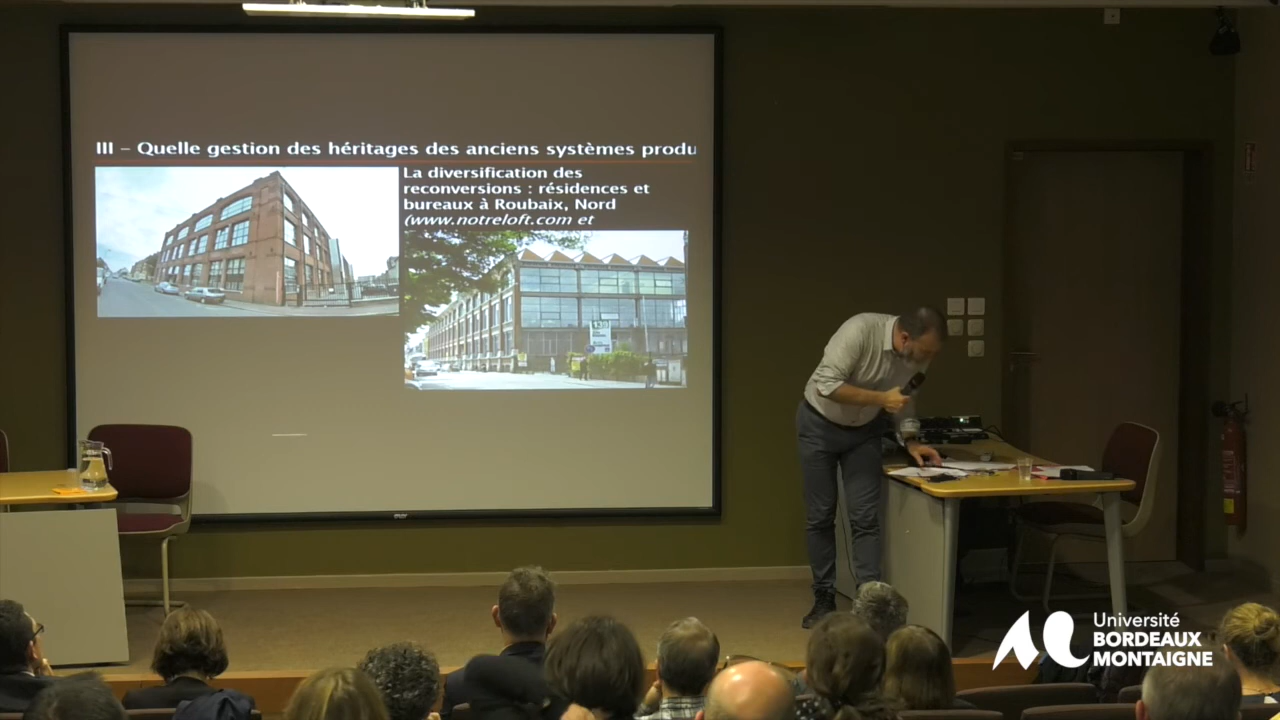 III – Quelle gestion des héritages des anciens systèmes produ
La diversification des
reconversions : résidences et
bureaux à Roubaix, Nord
(www.notreloft.com et
Université
BORDEAUX
MONTAIGNE